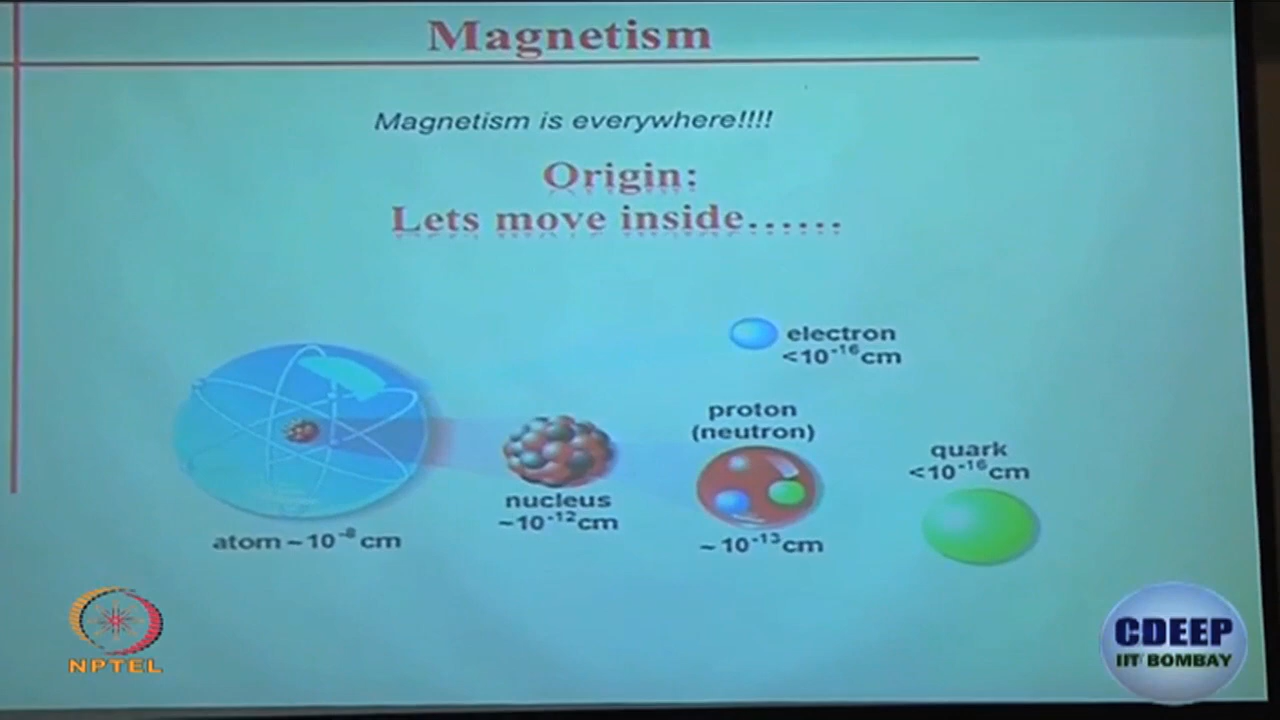 Magnetism
Magnetism is everywhere!!!!
Origin:
Lets move inside......
electron
<10⁻¹⁶cm
proton
(neutron)
quark
<10⁻¹⁶cm
nucleus
~10⁻¹²cm
atom ~ 10⁻⁸ cm
~ 10⁻¹³cm
NPTEL
CDEEP
IIT BOMBAY